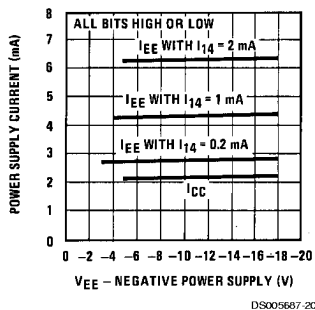 ALL BITS HIGH OR LOW
IEE WITH I14 = 2 mA
IEE WITH I14 = 1 mA
IEE WITH I14 = 0.2 mA
ICC
POWER SUPPLY CURRENT (mA)
8
7
6
5
4
3
2
1
0
0 -2 -4 -6 -8 -10 -12 -14 -16 -18 -20
VEE – NEGATIVE POWER SUPPLY (V)
DS005687-20